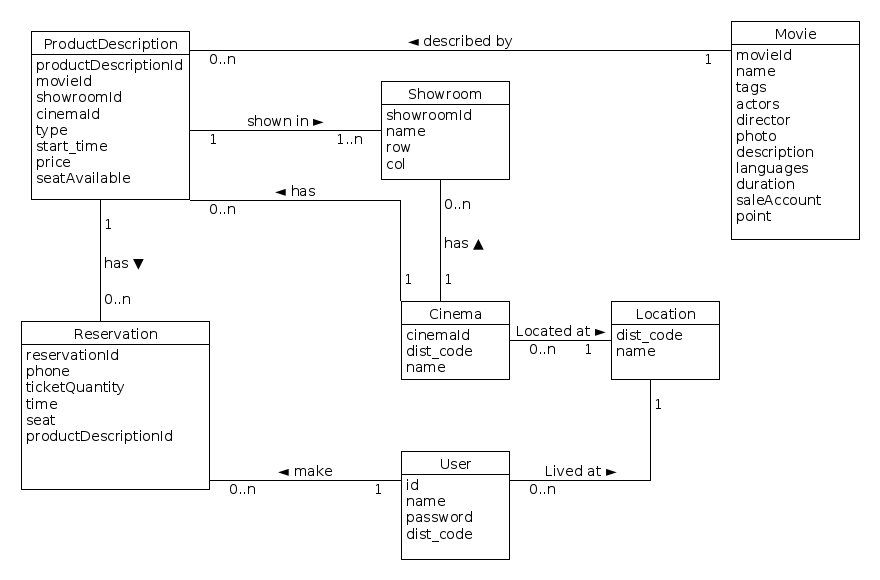 ProductDescription
productDescriptionId
movieId
showroomId
cinemaId
type
start_time
price
seatAvailable
◄ described by
0..n
1
Movie
movieId
name
tags
actors
director
photo
description
languages
duration
saleAccount
point
shown in ►
1
1..n
Showroom
showroomId
name
row
col
◄ has
0..n
1
0..n
has ▲
1
1
has ▼
0..n
Cinema
cinemaId
dist_code
name
Located at ►
0..n
1
Location
dist_code
name
Reservation
reservationId
phone
ticketQuantity
time
seat
productDescriptionId
◄ make
0..n
1
User
id
name
password
dist_code
Lived at ►
0..n
1